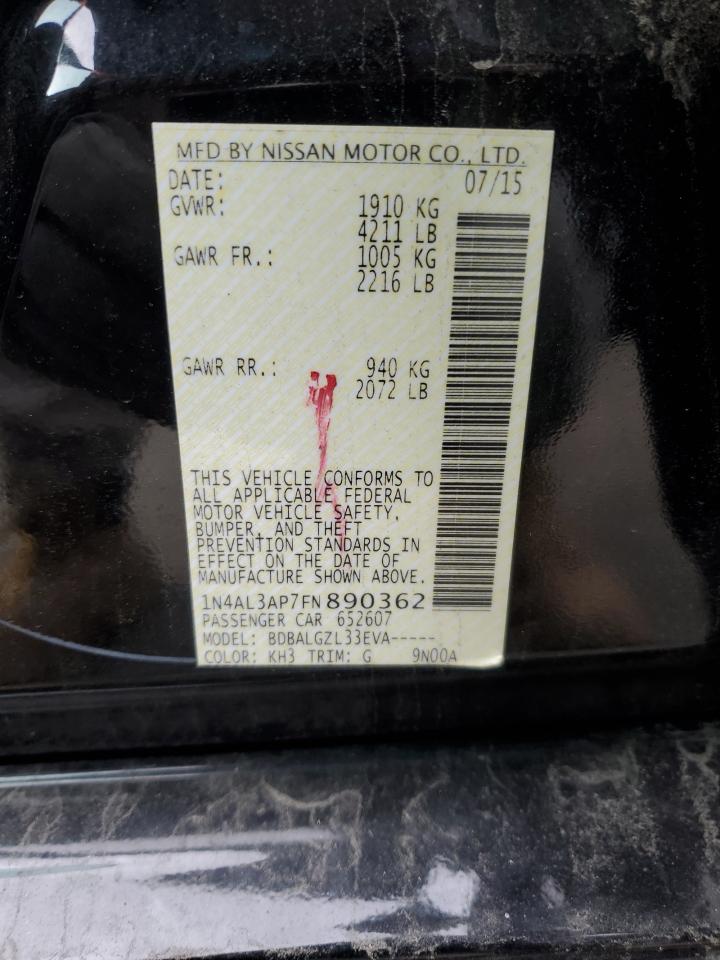 MFD BY NISSAN MOTOR CO., LTD.
DATE: 07/15
GVWR: 1910 KG
4211 LB
GAWR FR.: 1005 KG
2216 LB
GAWR RR.: 940 KG
2072 LB
THIS VEHICLE CONFORMS TO
ALL APPLICABLE FEDERAL
MOTOR VEHICLE SAFETY,
BUMPER, AND THEFT
PREVENTION STANDARDS IN
EFFECT ON THE DATE OF
MANUFACTURE SHOWN ABOVE.
1N4AL3AP7FN890362
PASSENGER CAR 652607
MODEL: BDBALGZL33EVA-----
COLOR: KH3 TRIM: G 9N00A